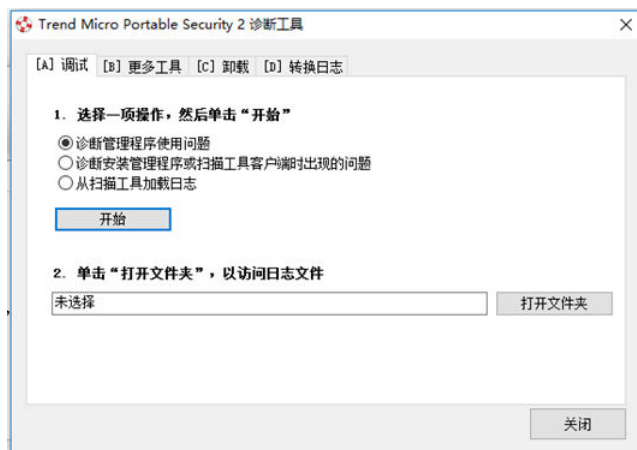 Trend Micro Portable Security 2 诊断工具
[A] 调试 [B] 更多工具 [C] 卸载 [D] 转换日志
1. 选择一项操作，然后单击“开始”
诊断管理程序使用问题
诊断安装管理程序或扫描工具客户端时出现的问题
从扫描工具加载日志
开始
2. 单击“打开文件夹”，以访问日志文件
未选择 打开文件夹
关闭